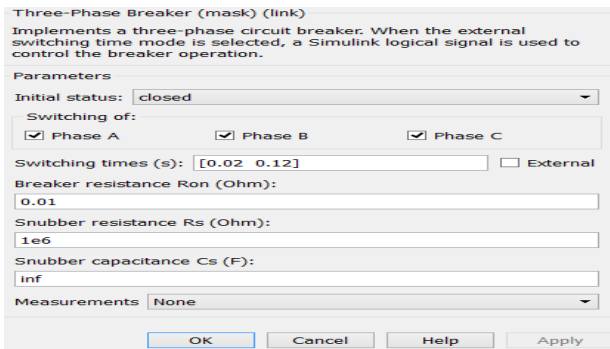 Three-Phase Breaker (mask) (link)
Implements a three-phase circuit breaker. When the external
switching time mode is selected, a Simulink logical signal is used to
control the breaker operation.
Parameters
Initial status: closed
Switching of:
Phase A Phase B Phase C
Switching times (s): [0.02 0.12] External
Breaker resistance Ron (Ohm):
0.01
Snubber resistance Rs (Ohm):
1e6
Snubber capacitance Cs (F):
inf
Measurements None
OK Cancel Help Apply